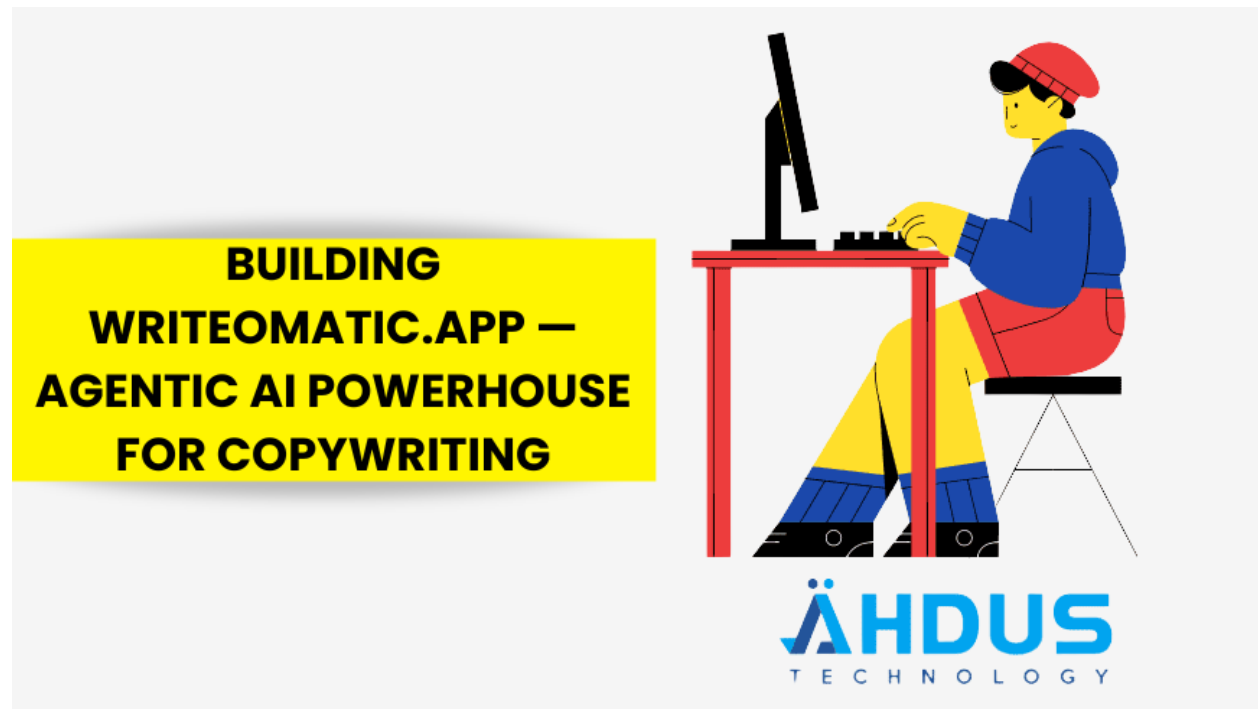 BUILDING
WRITEOMATIC.APP —
AGENTIC AI POWERHOUSE
FOR COPYWRITING
ÄHDUS
TECHNOLOGY